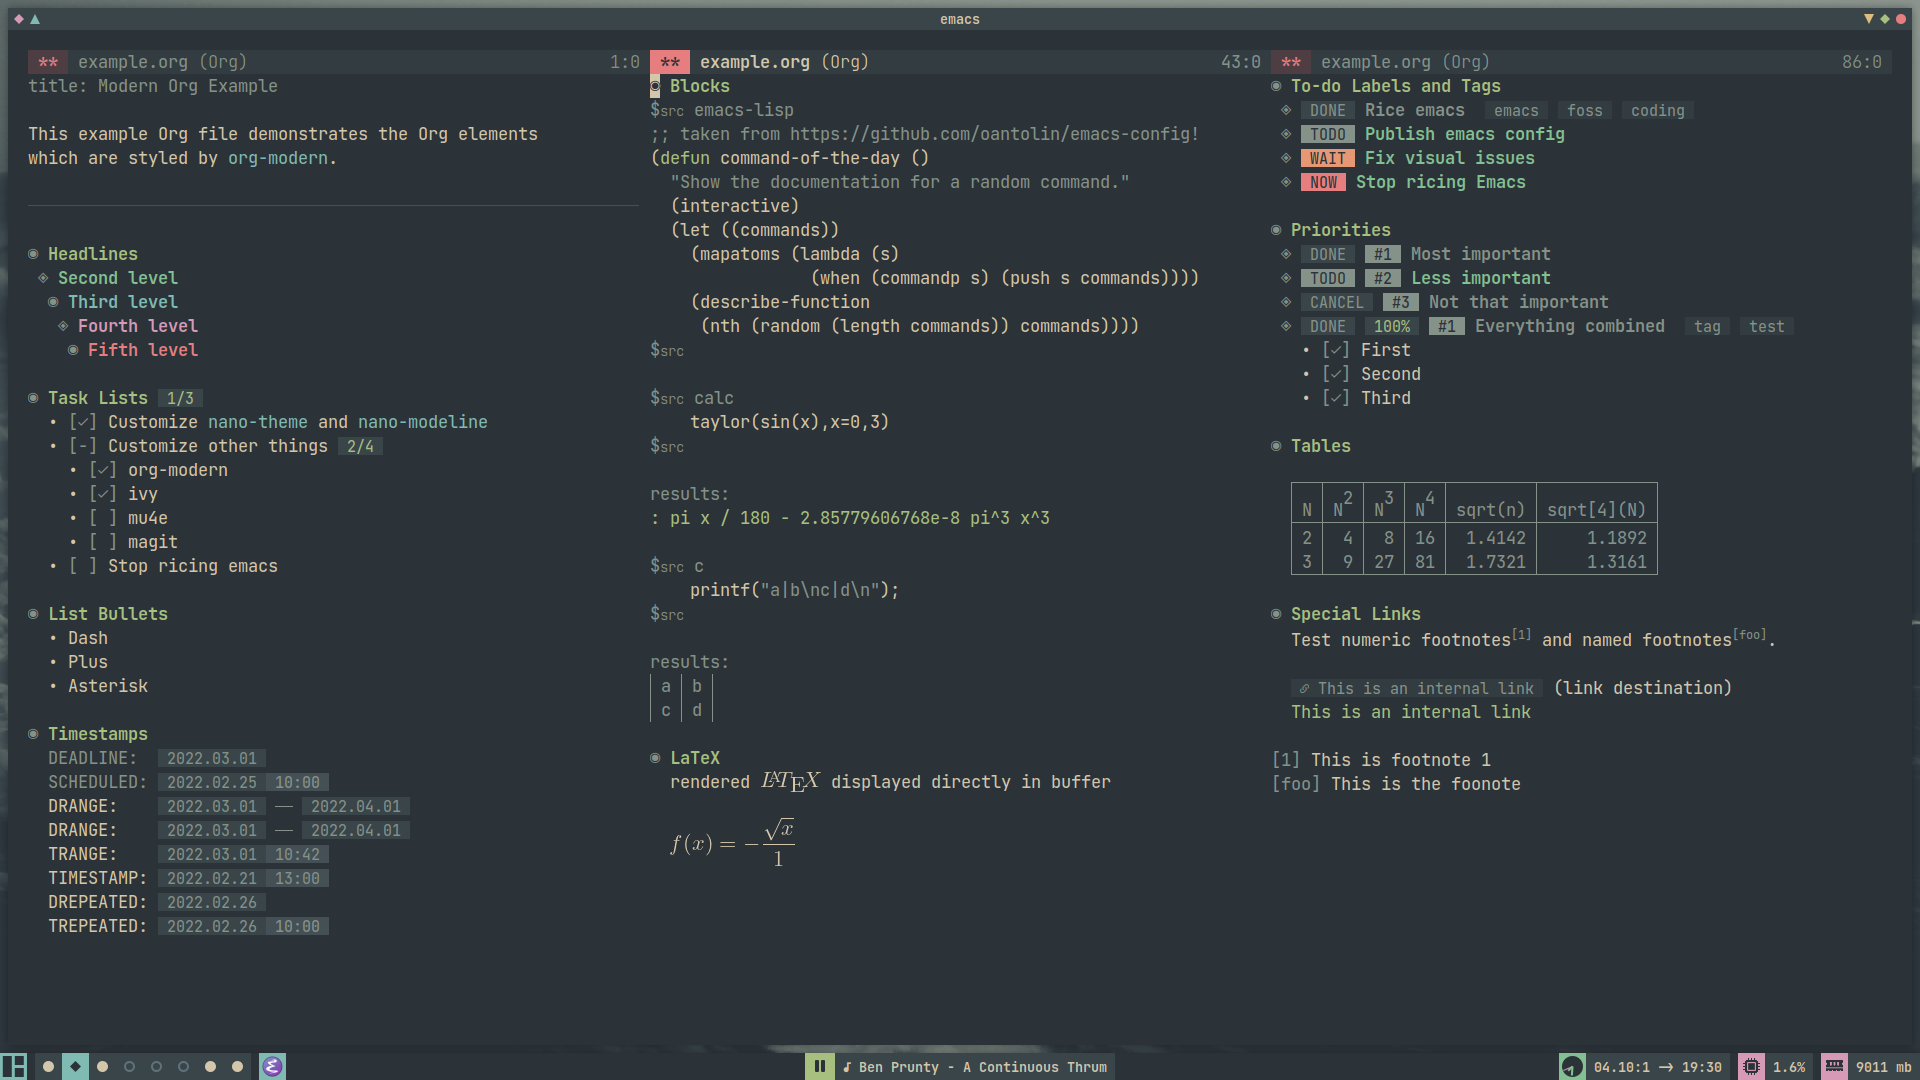 emacs
** example.org (Org) 1:0
title: Modern Org Example
This example Org file demonstrates the Org elements
which are styled by org-modern.
Headlines
Second level
Third level
Fourth level
Fifth level
Task Lists 1/3
• [✓] Customize nano-theme and nano-modeline
• [-] Customize other things 2/4
• [✓] org-modern
• [✓] ivy
• [ ] mu4e
• [ ] magit
• [ ] Stop ricing emacs
List Bullets
• Dash
• Plus
• Asterisk
Timestamps
DEADLINE: 2022.03.01
SCHEDULED: 2022.02.25 10:00
DRANGE: 2022.03.01 — 2022.04.01
DRANGE: 2022.03.01 — 2022.04.01
TRANGE: 2022.03.01 10:42
TIMESTAMP: 2022.02.21 13:00
DREPEATED: 2022.02.26
TREPEATED: 2022.02.26 10:00
** example.org (Org) 43:0
Blocks
$src emacs-lisp
;; taken from https://github.com/oantolin/emacs-config!
(defun command-of-the-day ()
"Show the documentation for a random command."
(interactive)
(let ((commands))
(mapatoms (lambda (s)
(when (commandp s) (push s commands))))
(describe-function
(nth (random (length commands)) commands))))
$src
$src calc
taylor(sin(x),x=0,3)
$src
results:
: pi x / 180 - 2.85779606768e-8 pi^3 x^3
$src c
printf("a|b\nc|d\n");
$src
results:
a b
c d
LaTeX
rendered LATEX displayed directly in buffer
f(x) = −√x/1
** example.org (Org) 86:0
To-do Labels and Tags
DONE Rice emacs emacs foss coding
TODO Publish emacs config
WAIT Fix visual issues
NOW Stop ricing Emacs
Priorities
DONE #1 Most important
TODO #2 Less important
CANCEL #3 Not that important
DONE 100% #1 Everything combined tag test
• [✓] First
• [✓] Second
• [✓] Third
Tables
N N² N³ N⁴ sqrt(n) sqrt[4](N)
2 4 8 16 1.4142 1.1892
3 9 27 81 1.7321 1.3161
Special Links
Test numeric footnotes[1] and named footnotes[foo].
This is an internal link (link destination)
This is an internal link
[1] This is footnote 1
[foo] This is the foonote
Ben Prunty - A Continuous Thrum
04.10:1 → 19:30
1.6%
9011 mb